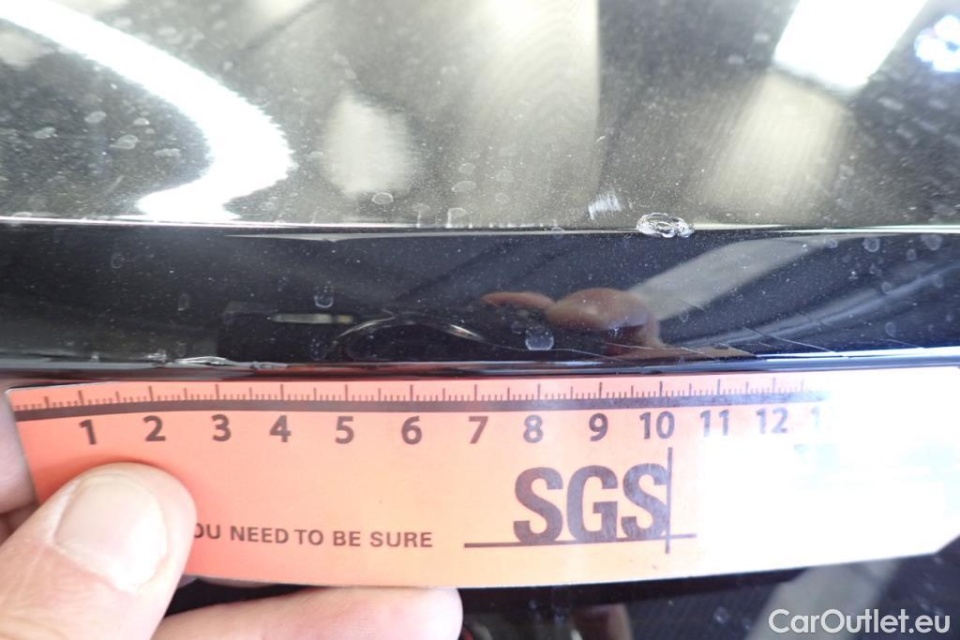 1 2 3 4 5 6 7 8 9 10 11 12
SGS
YOU NEED TO BE SURE
CarOutlet.eu